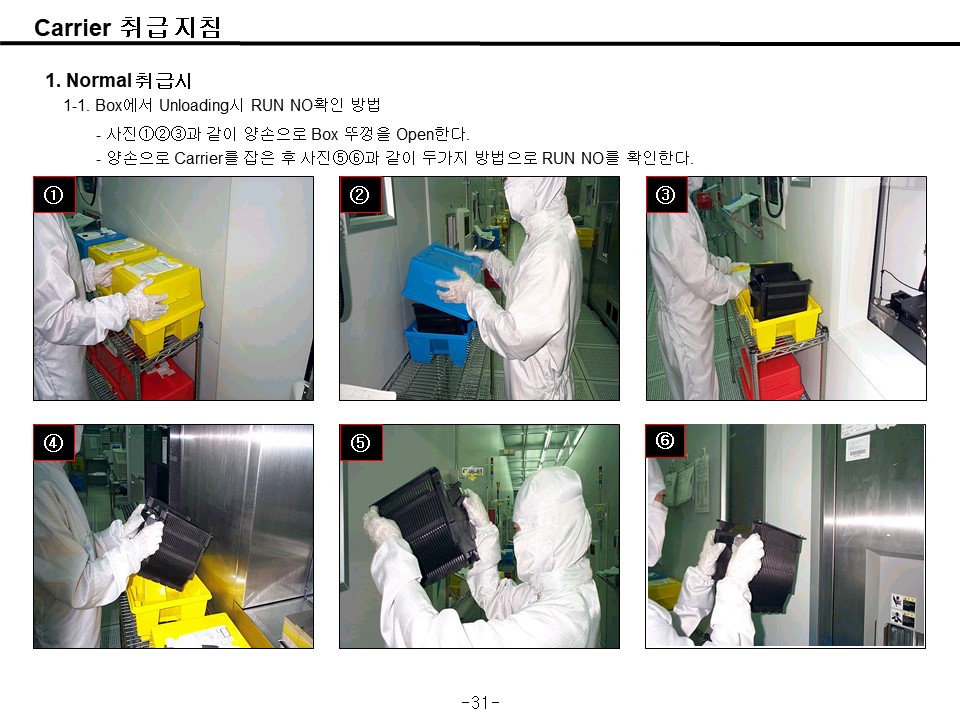 Carrier 취급 지침
1. Normal 취급시
1-1. Box에서 Unloading시 RUN NO확인 방법
- 사진①②③과 같이 양손으로 Box 뚜껑을 Open한다.
- 양손으로 Carrier를 잡은 후 사진⑤⑥과 같이 두가지 방법으로 RUN NO를 확인한다.
① ② ③
④ ⑤ ⑥
-31-